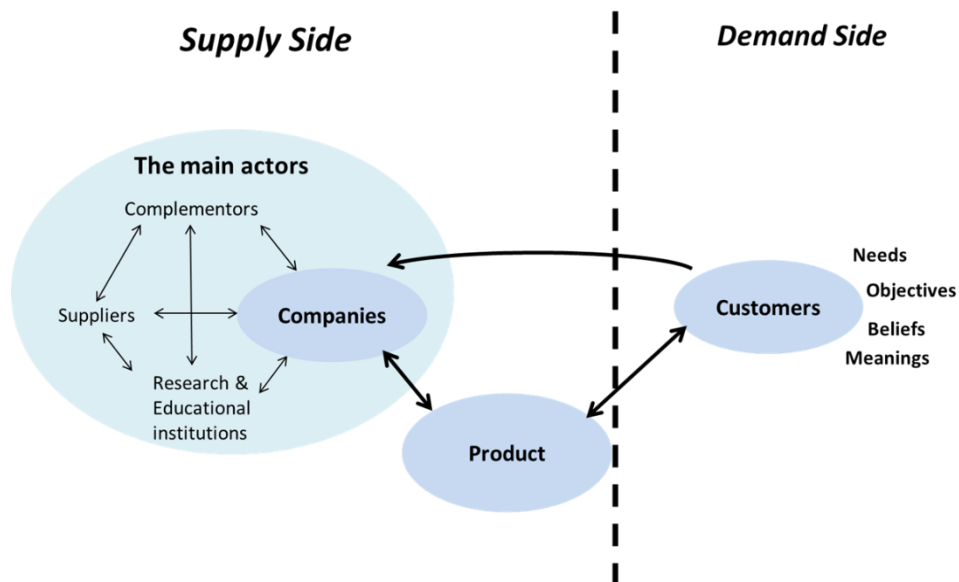 Supply Side
Demand Side
The main actors
Complementors
Suppliers
Companies
Research &
Educational
institutions
Product
Customers
Needs
Objectives
Beliefs
Meanings